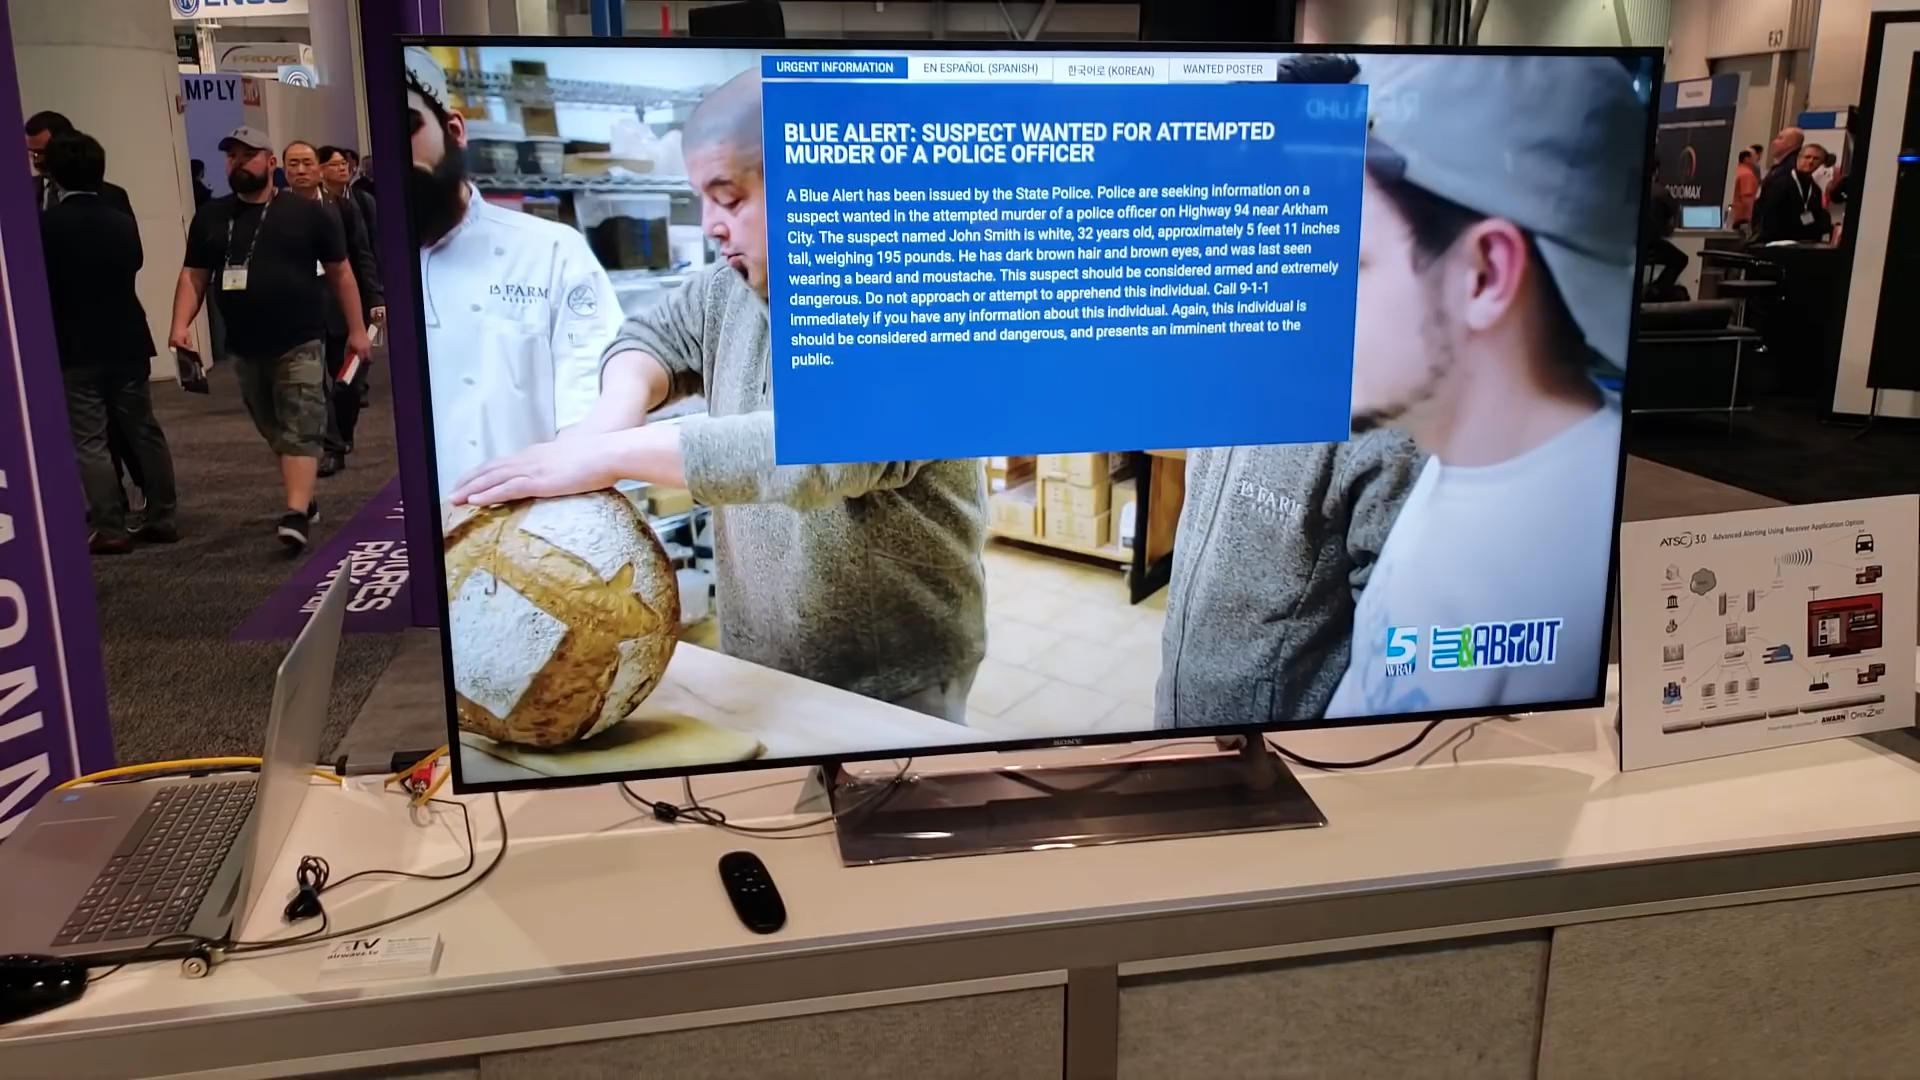 PROVYS
MPLY
URGENT INFORMATION
EN ESPAÑOL (SPANISH)
한국어로 (KOREAN)
WANTED POSTER
BLUE ALERT: SUSPECT WANTED FOR ATTEMPTED
MURDER OF A POLICE OFFICER
A Blue Alert has been issued by the State Police. Police are seeking information on a
suspect wanted in the attempted murder of a police officer on Highway 94 near Arkham
City. The suspect named John Smith is white, 32 years old, approximately 5 feet 11 inches
tall, weighing 195 pounds. He has dark brown hair and brown eyes, and was last seen
wearing a beard and moustache. This suspect should be considered armed and extremely
dangerous. Do not approach or attempt to apprehend this individual. Call 9-1-1
immediately if you have any information about this individual. Again, this individual is
should be considered armed and dangerous, and presents an imminent threat to the
public.
LA FARM
LA FARM
5
WRAL
OUT & ABOUT
SONY
ATSC 3.0 Advanced Alerting Using Receiver Application Option
AWARN
TV
airwavz.tv
PARK